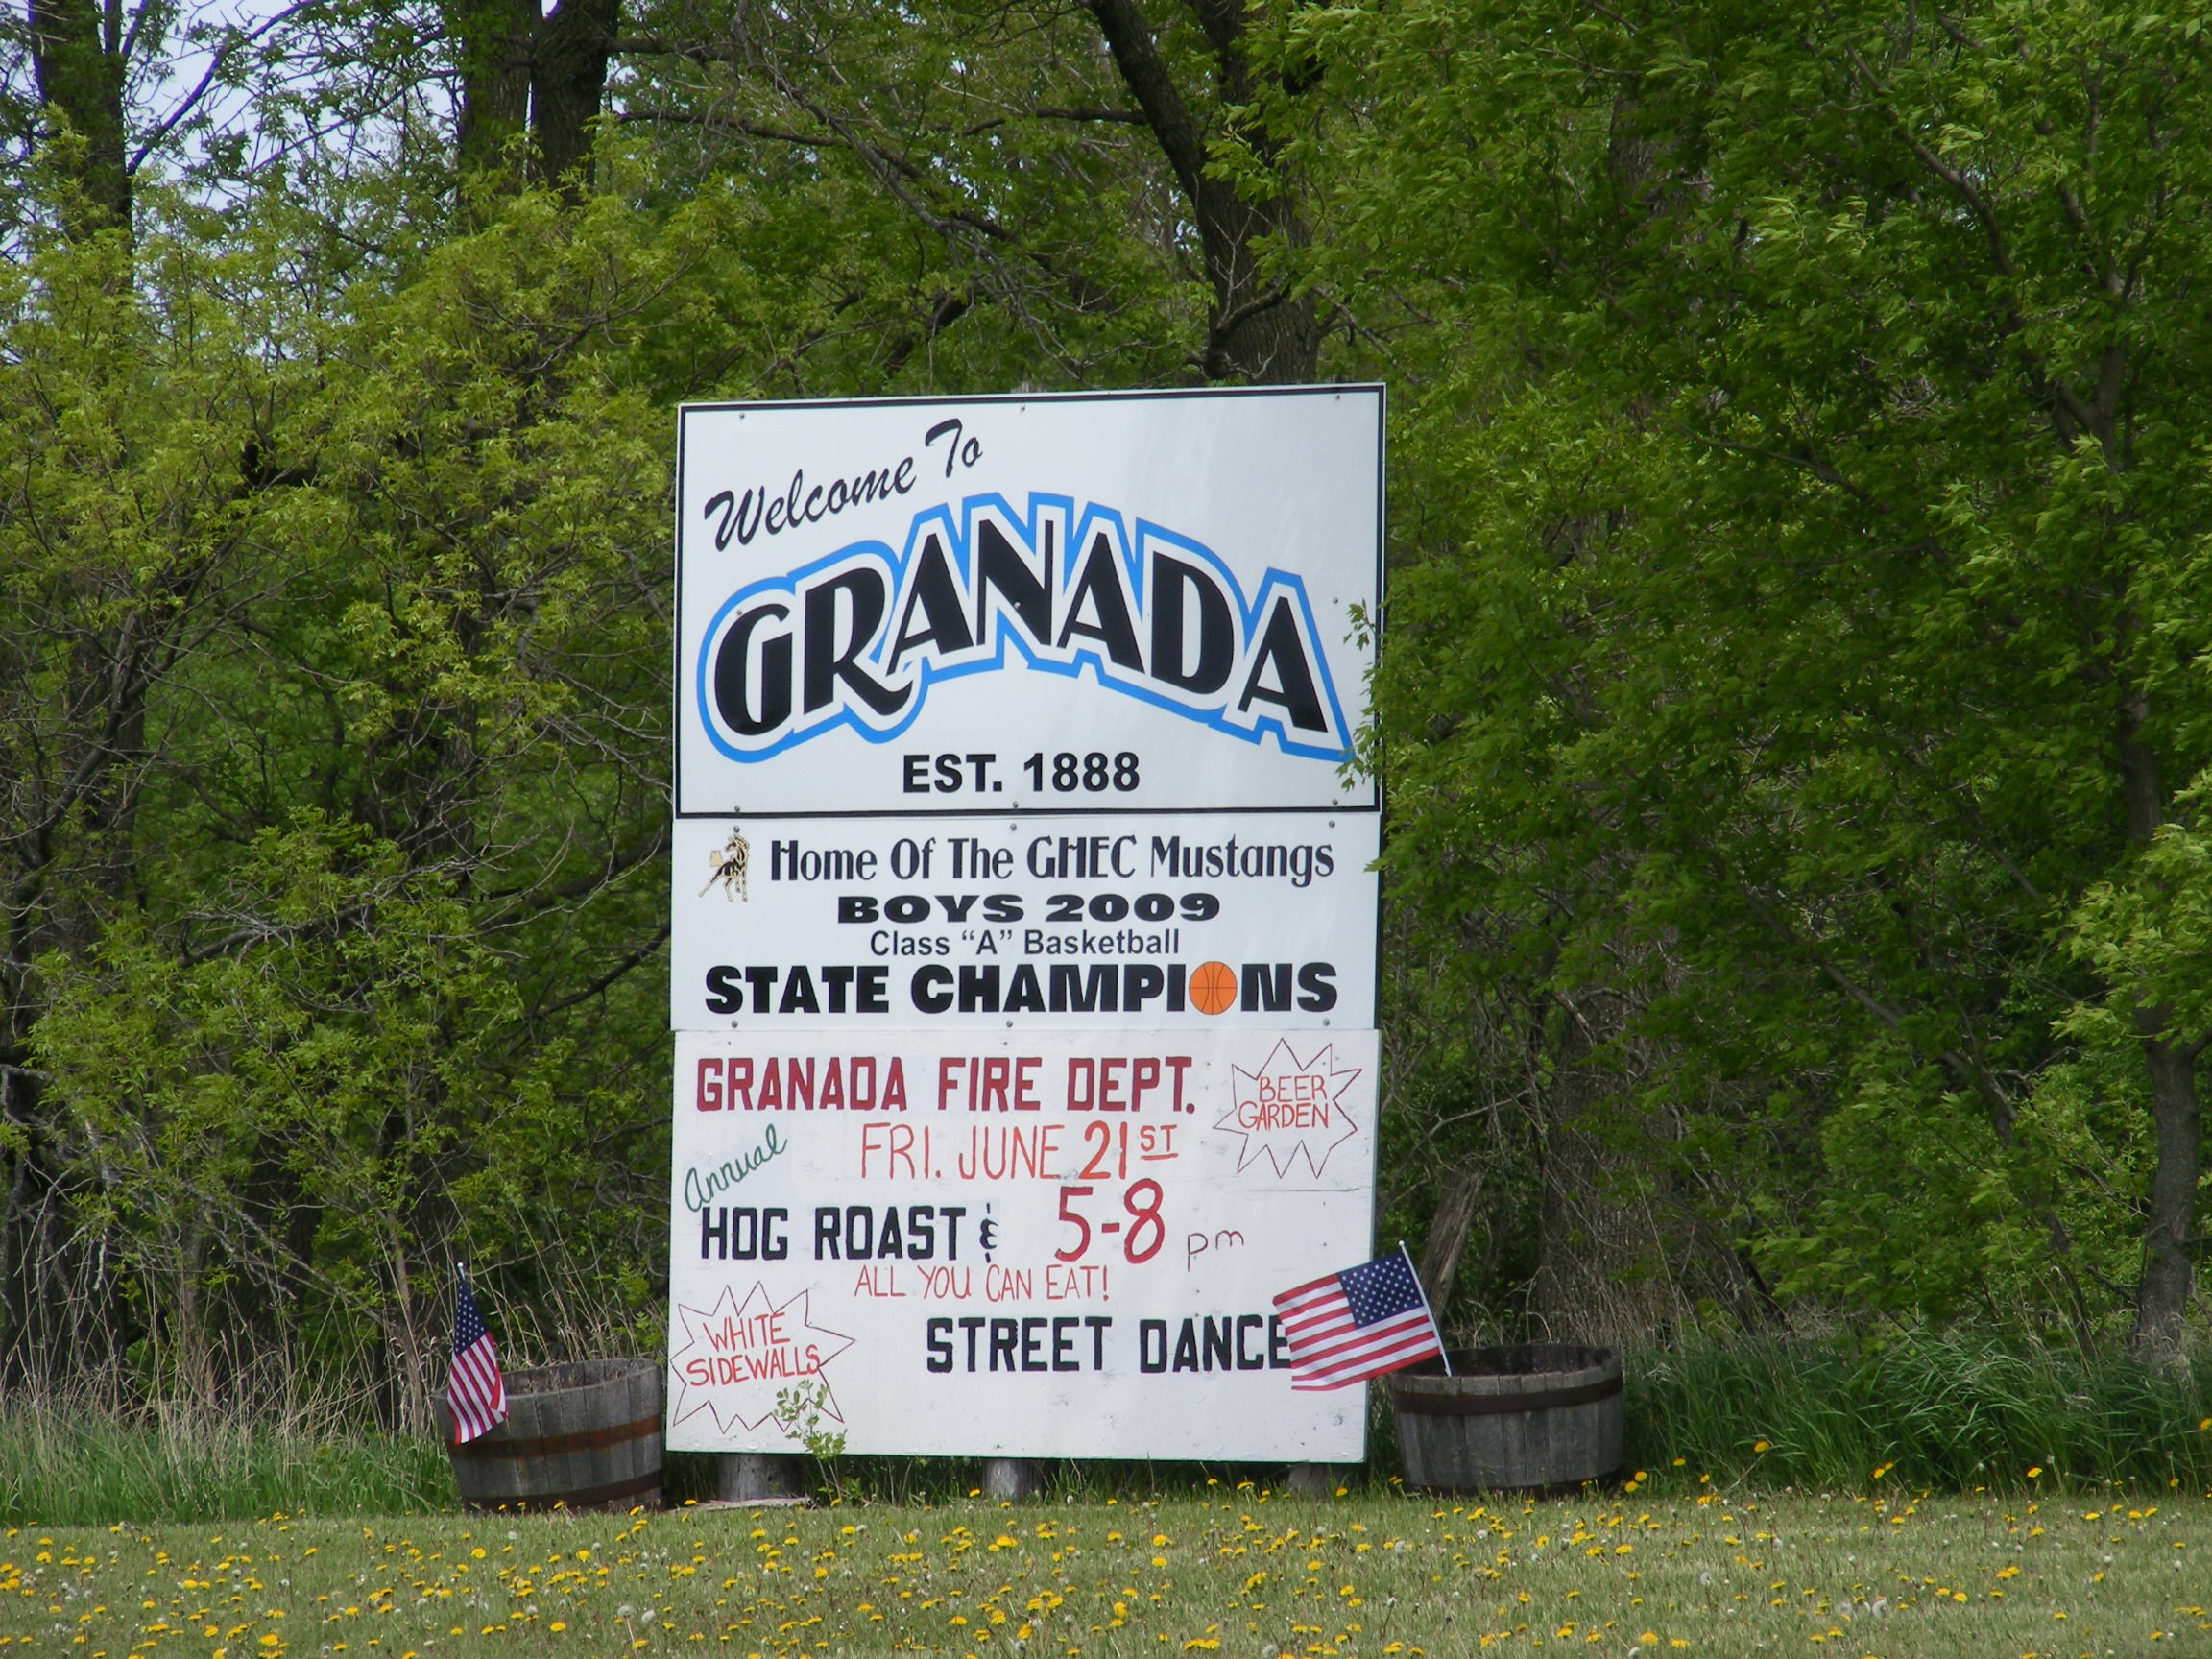 Welcome To
GRANADA
EST. 1888
Home Of The GHEC Mustangs
BOYS 2009
Class “A” Basketball
STATE CHAMPIONS
GRANADA FIRE DEPT.
BEER
GARDEN
FRI. JUNE 21ST
Annual
HOG ROAST & 5-8 pm
ALL YOU CAN EAT!
WHITE
SIDEWALLS
STREET DANCE